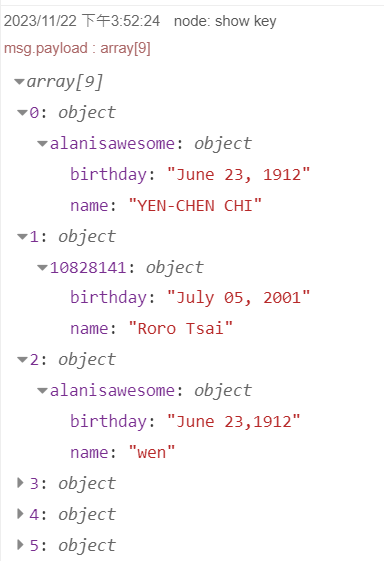 2023/11/22 下午3:52:24 node: show key
msg.payload : array[9]
array[9]
0: object
alanisawesome: object
birthday: "June 23, 1912"
name: "YEN-CHEN CHI"
1: object
10828141: object
birthday: "July 05, 2001"
name: "Roro Tsai"
2: object
alanisawesome: object
birthday: "June 23,1912"
name: "wen"
3: object
4: object
5: object